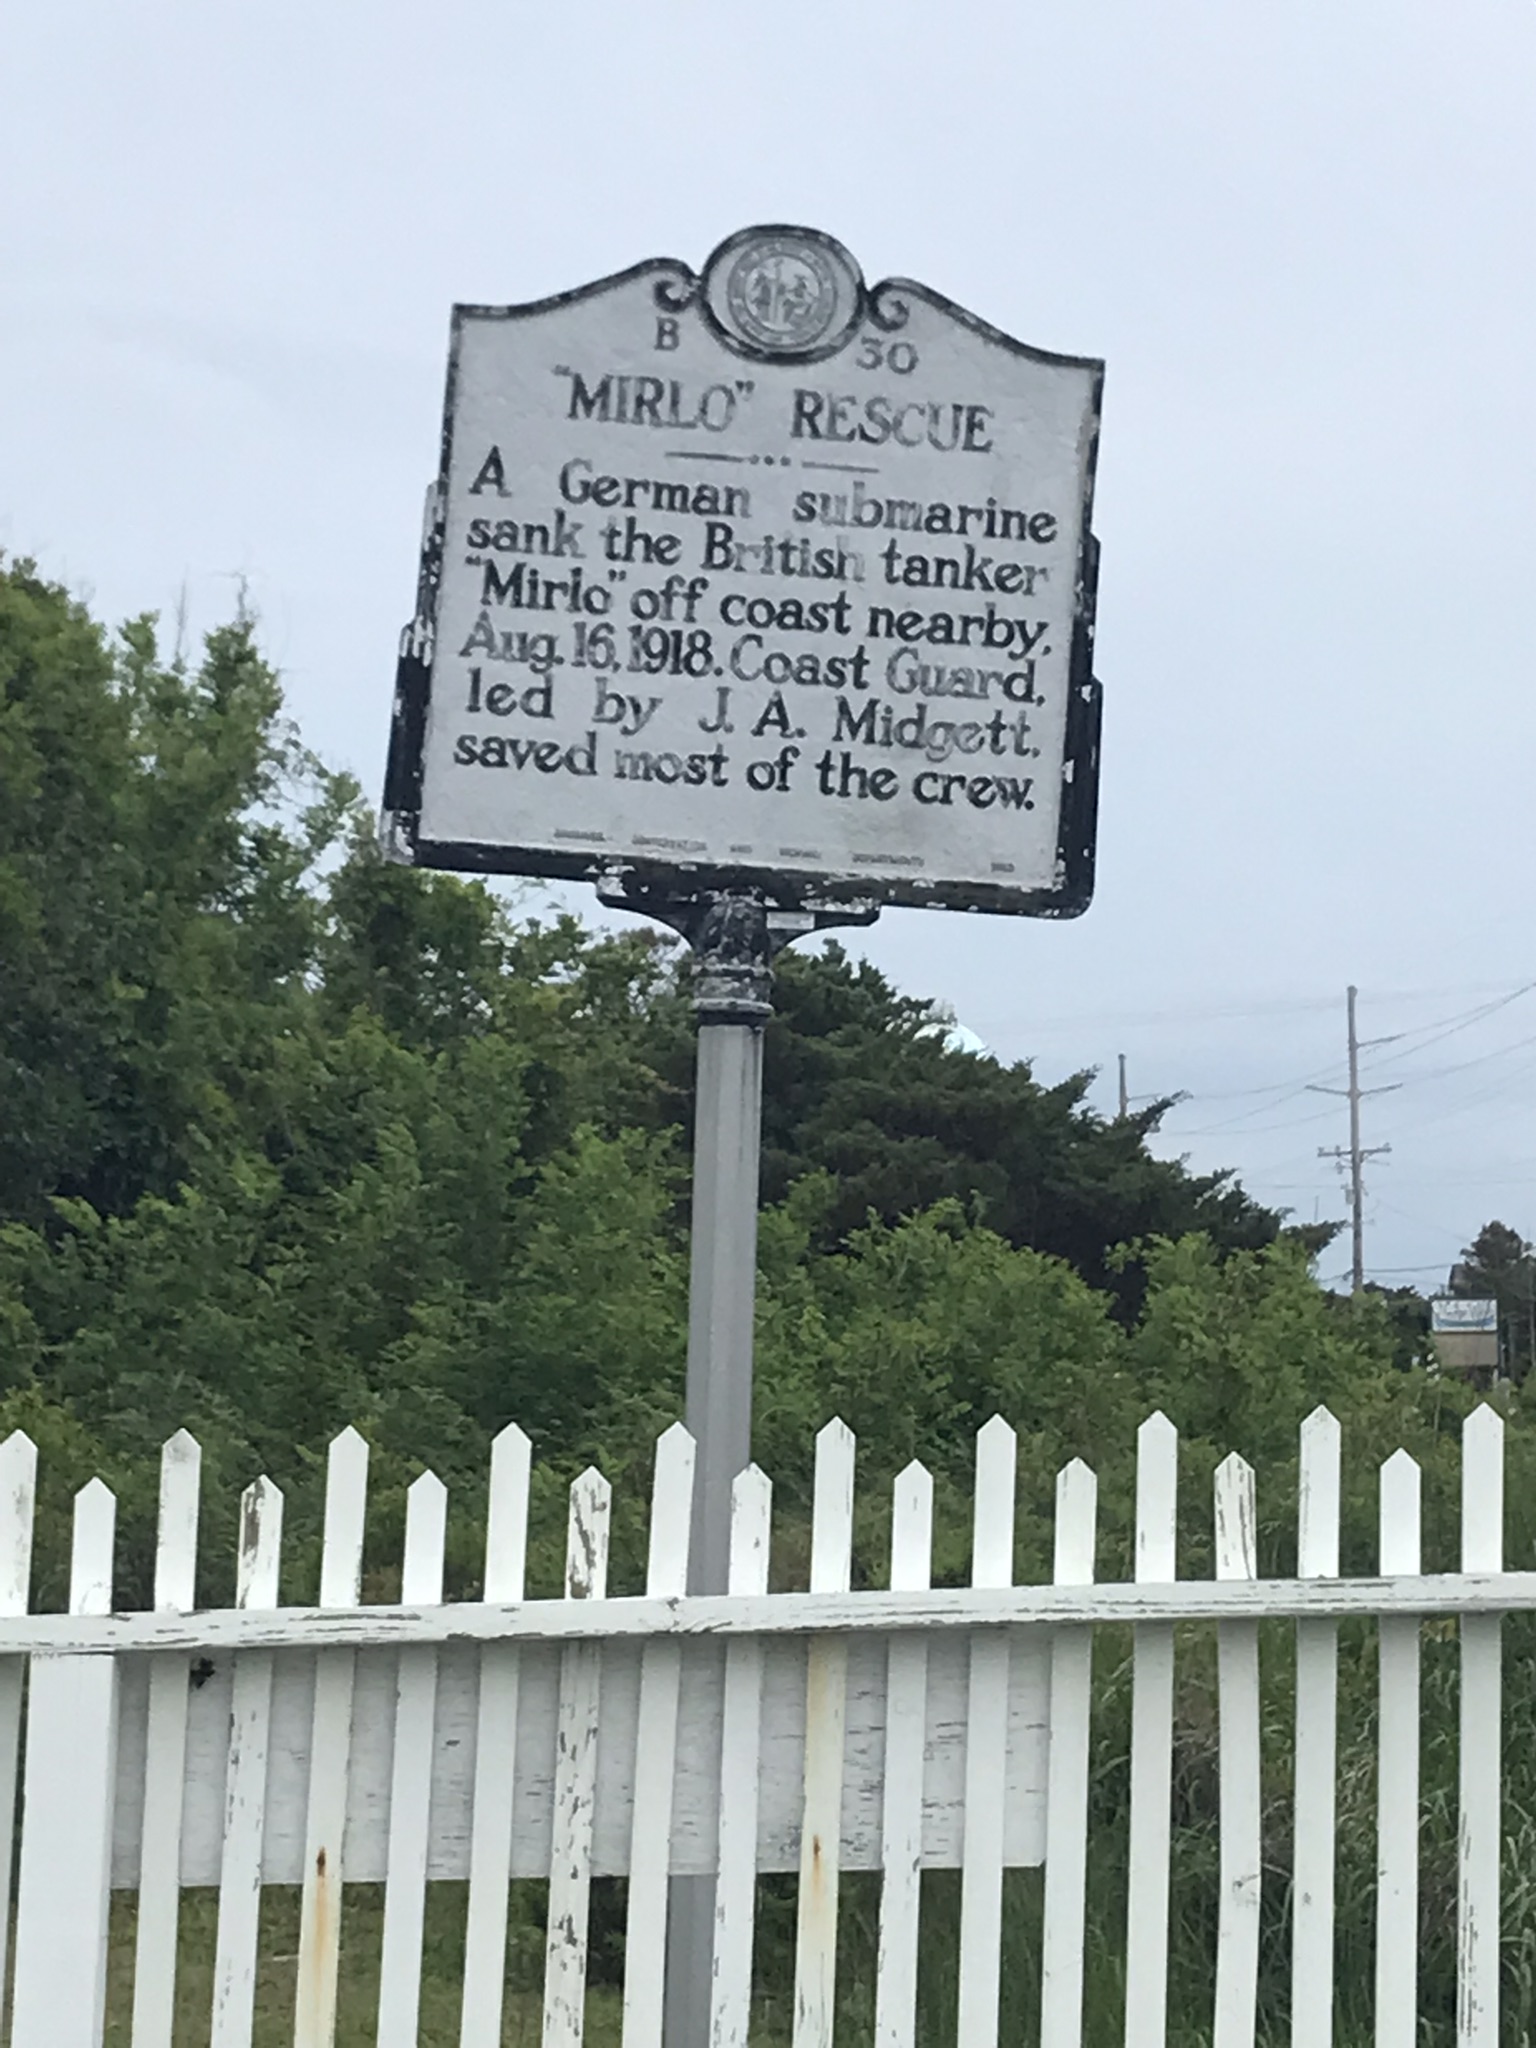 B 30
"MIRLO" RESCUE
A German submarine
sank the British tanker
"Mirlo" off coast nearby,
Aug. 16, 1918. Coast Guard,
led by J. A. Midgett,
saved most of the crew.